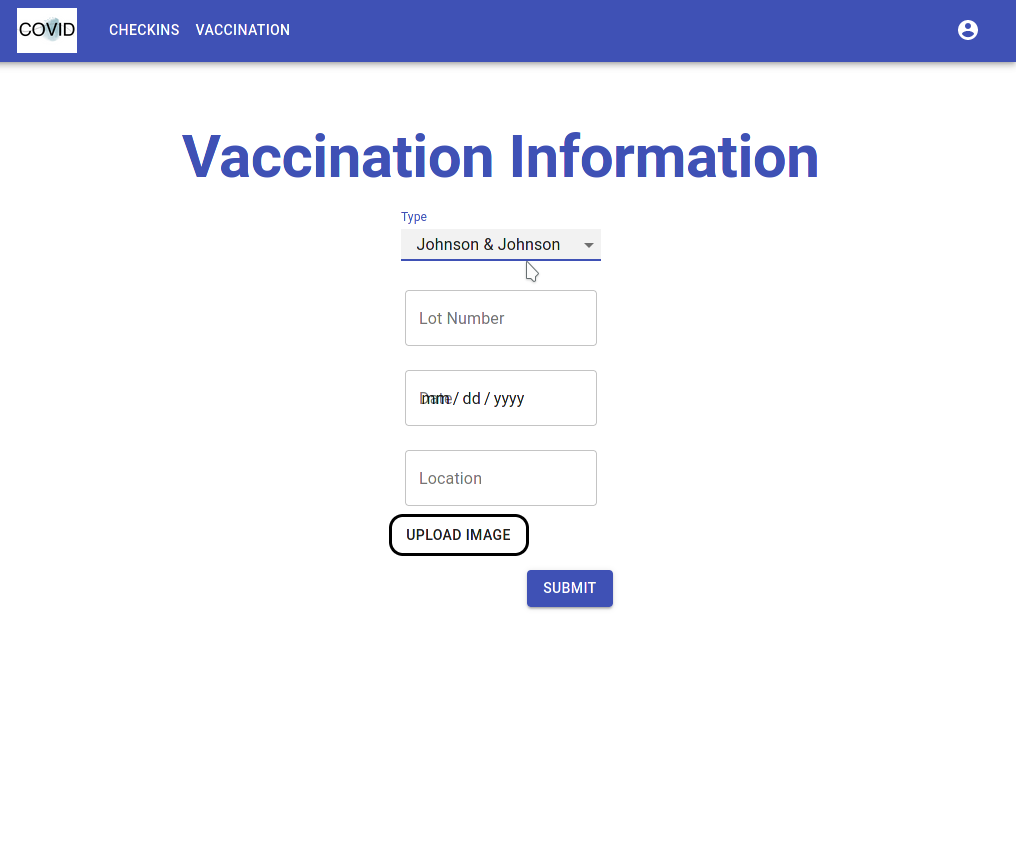 COVID CHECKINS VACCINATION
Vaccination Information
Type
Johnson & Johnson
Lot Number
Date mm / dd / yyyy
Location
UPLOAD IMAGE
SUBMIT